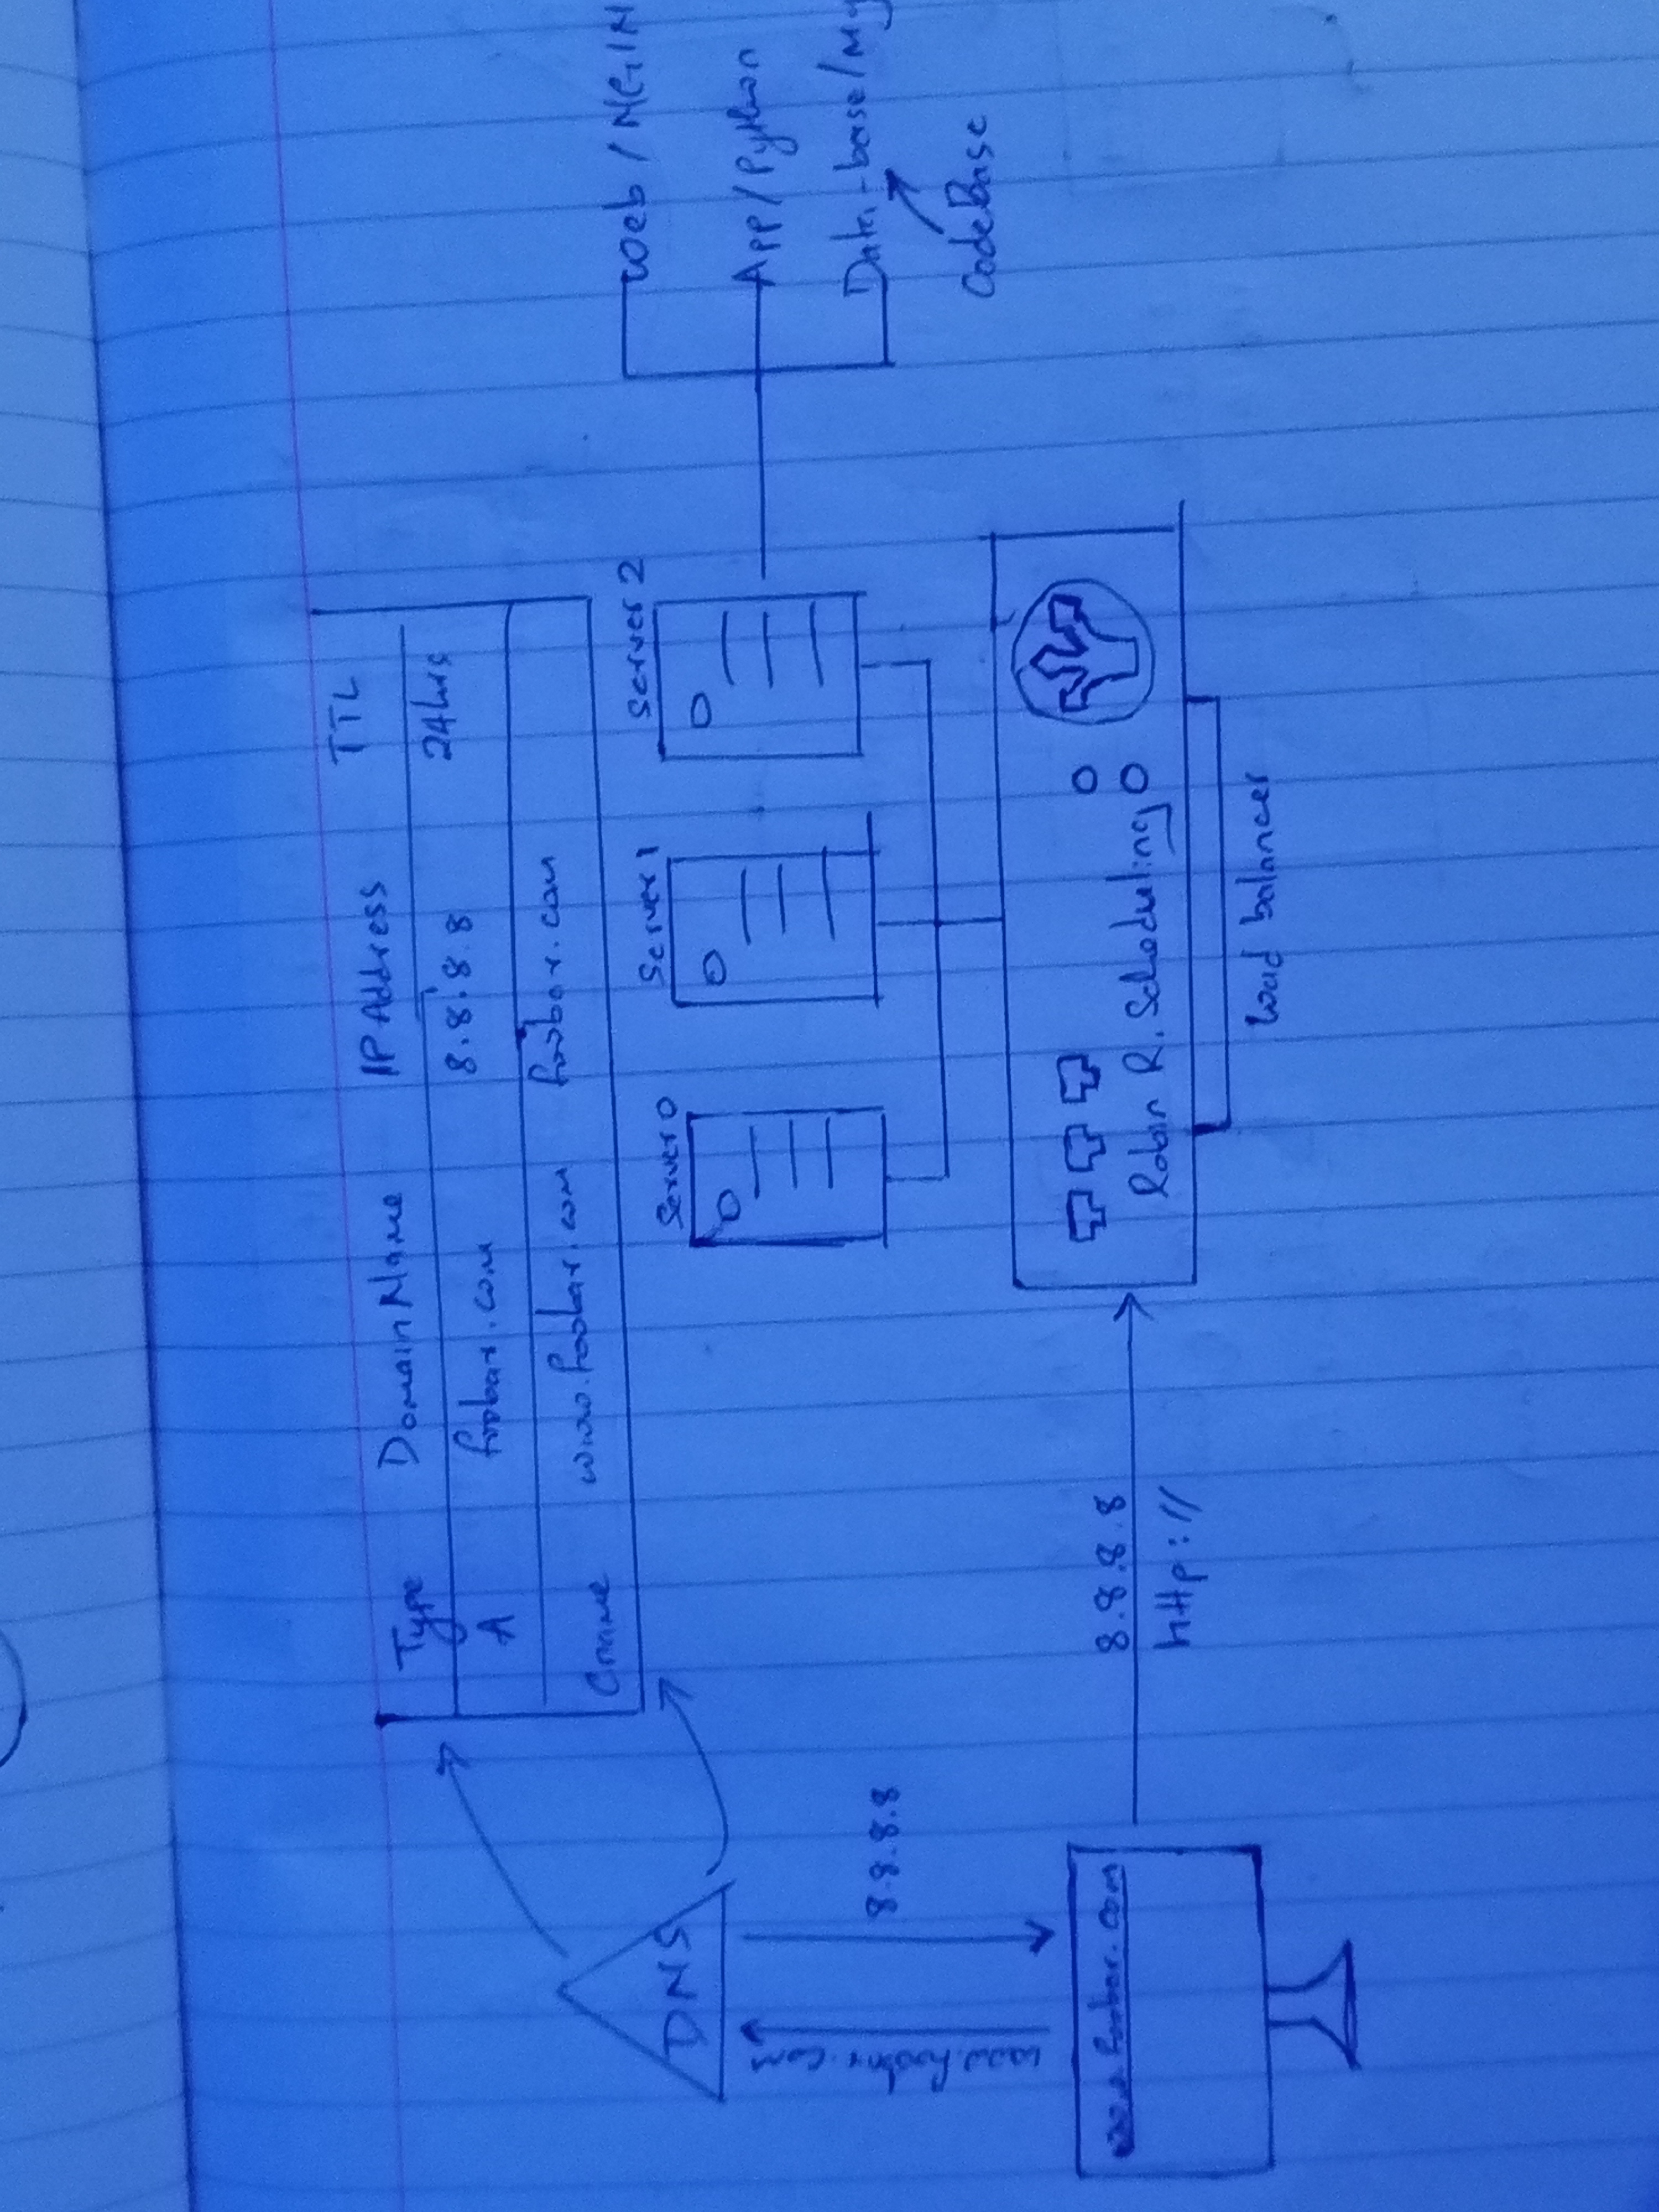 Type Domain Name IP Address TTL
A foobar.com 8.8.8.8 24hrs
Cname www.foobar.com foobar.com
Server 0 Server 1 Server 2
Web / NGIN
App / Python
Data-base / My
CodeBase
DNS
www.foobar.com
8.8.8.8
www.foobar.com
8.8.8.8
http://
Robin R. Scheduling
Load balancer